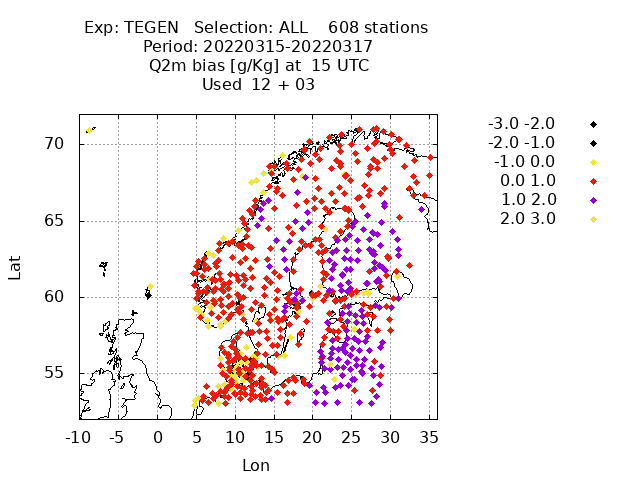 Exp: TEGEN   Selection: ALL    608 stations
Period: 20220315-20220317
Q2m bias [g/Kg] at  15 UTC
Used  12 + 03
-3.0 -2.0
-2.0 -1.0
-1.0  0.0
0.0  1.0
1.0  2.0
2.0  3.0
70
65
60
55
Lat
-10 -5 0 5 10 15 20 25 30 35
Lon